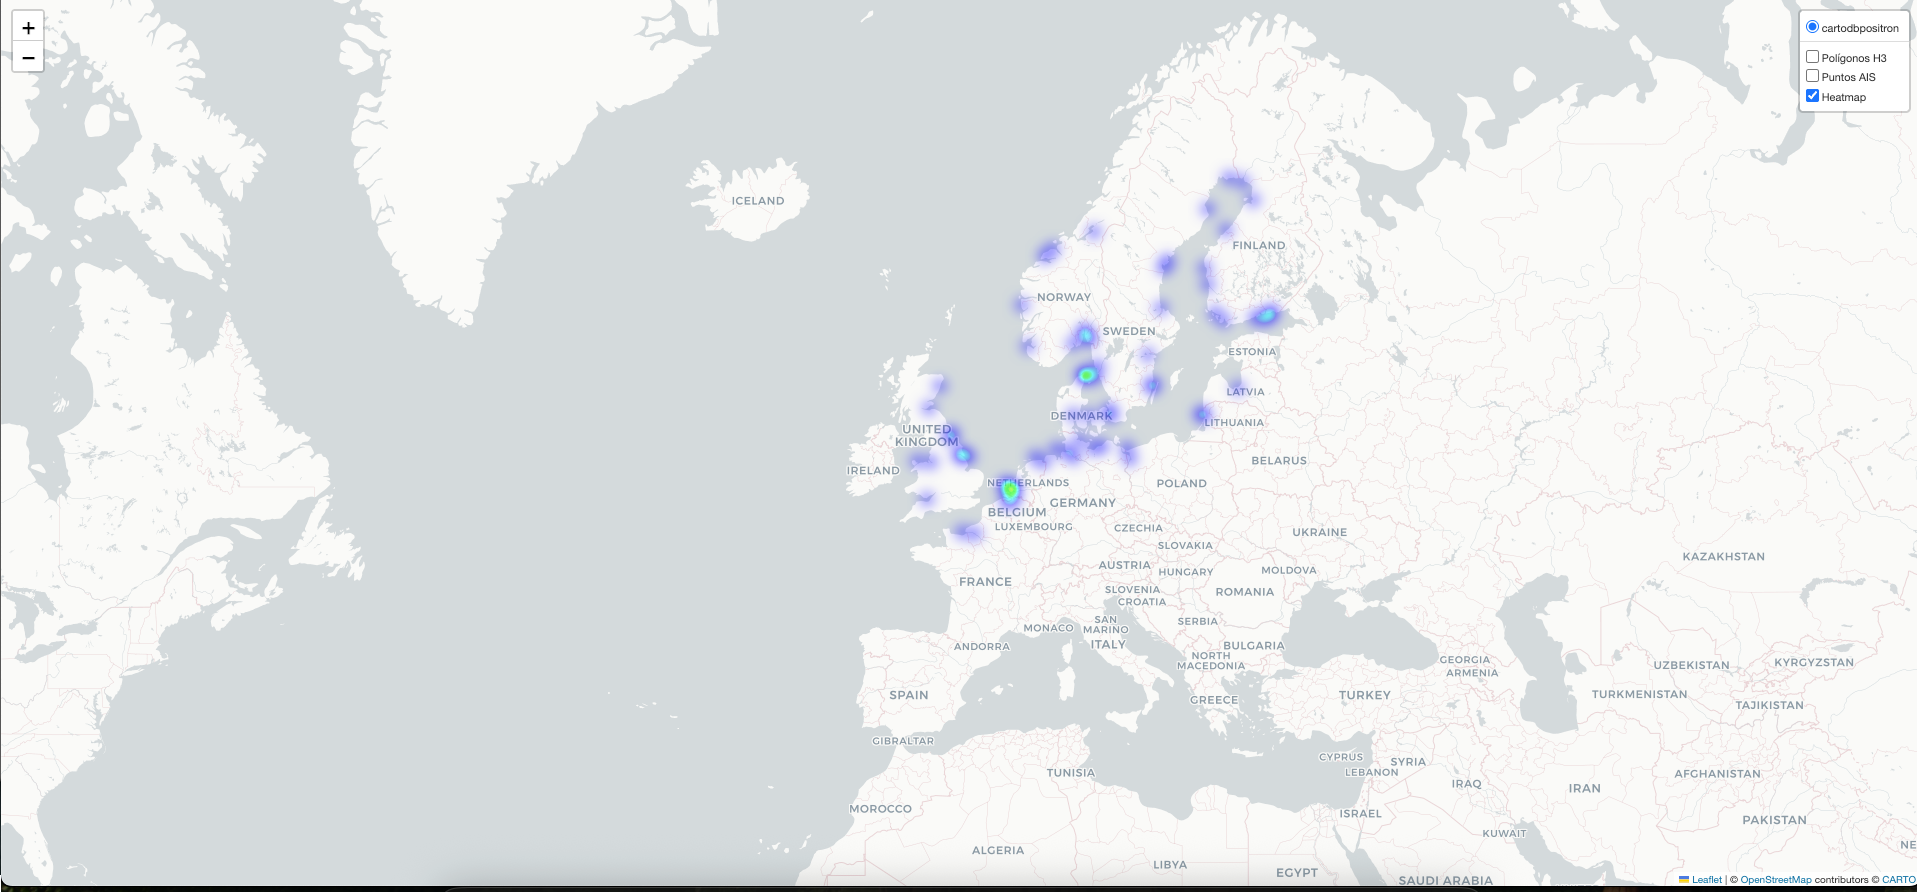 +
−
cartodbpositron
Polígonos H3
Puntos AIS
Heatmap
ICELAND
FINLAND
NORWAY
SWEDEN
ESTONIA
LATVIA
DENMARK
LITHUANIA
UNITED
KINGDOM
IRELAND
BELARUS
NETHERLANDS
POLAND
GERMANY
BELGIUM
LUXEMBOURG
CZECHIA
UKRAINE
SLOVAKIA
KAZAKHSTAN
AUSTRIA
HUNGARY
MOLDOVA
FRANCE
SLOVENIA
ROMANIA
CROATIA
SAN
MARINO
SERBIA
MONACO
ANDORRA
ITALY
BULGARIA
NORTH
MACEDONIA
GEORGIA
ARMENIA
UZBEKISTAN
KYRGYZSTAN
SPAIN
GREECE
TURKEY
TURKMENISTAN
TAJIKISTAN
GIBRALTAR
CYPRUS
SYRIA
LEBANON
TUNISIA
AFGHANISTAN
IRAQ
IRAN
MOROCCO
ISRAEL
PAKISTAN
KUWAIT
NE
ALGERIA
LIBYA
EGYPT
SAUDI ARABIA
Leaflet | © OpenStreetMap contributors © CARTO